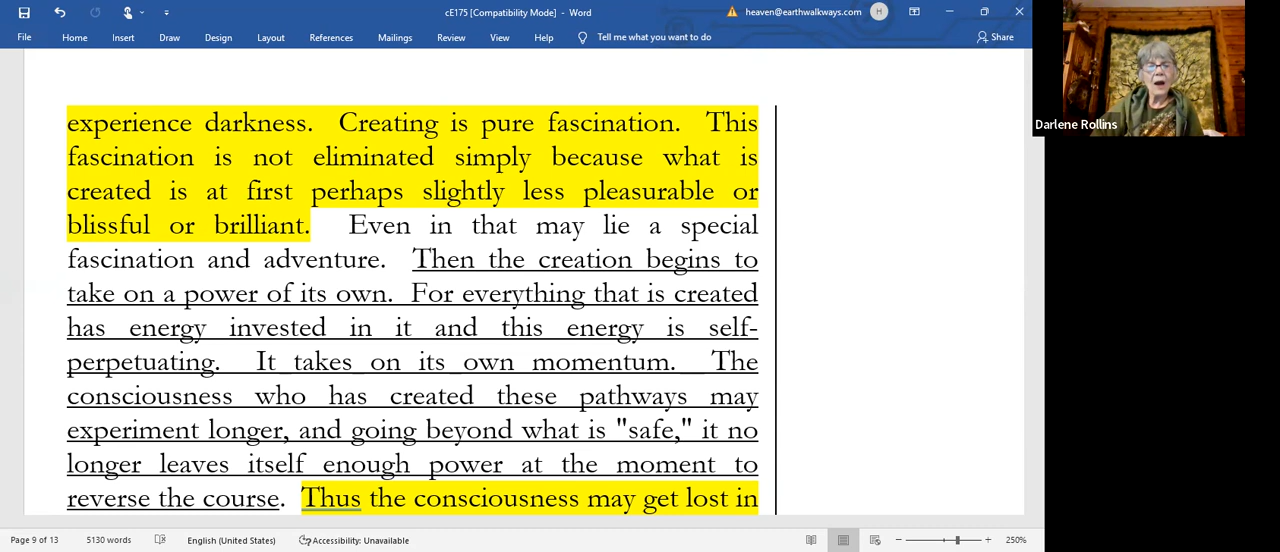 cE175 [Compatibility Mode] - Word
heaven@earthwalkways.com
H
File Home Insert Draw Design Layout References Mailings Review View Help Tell me what you want to do Share
Darlene Rollins
experience darkness. Creating is pure fascination. This
fascination is not eliminated simply because what is
created is at first perhaps slightly less pleasurable or
blissful or brilliant. Even in that may lie a special
fascination and adventure. Then the creation begins to
take on a power of its own. For everything that is created
has energy invested in it and this energy is self-
perpetuating. It takes on its own momentum. The
consciousness who has created these pathways may
experiment longer, and going beyond what is "safe," it no
longer leaves itself enough power at the moment to
reverse the course. Thus the consciousness may get lost in
Page 9 of 13 5130 words English (United States) Accessibility: Unavailable 250%